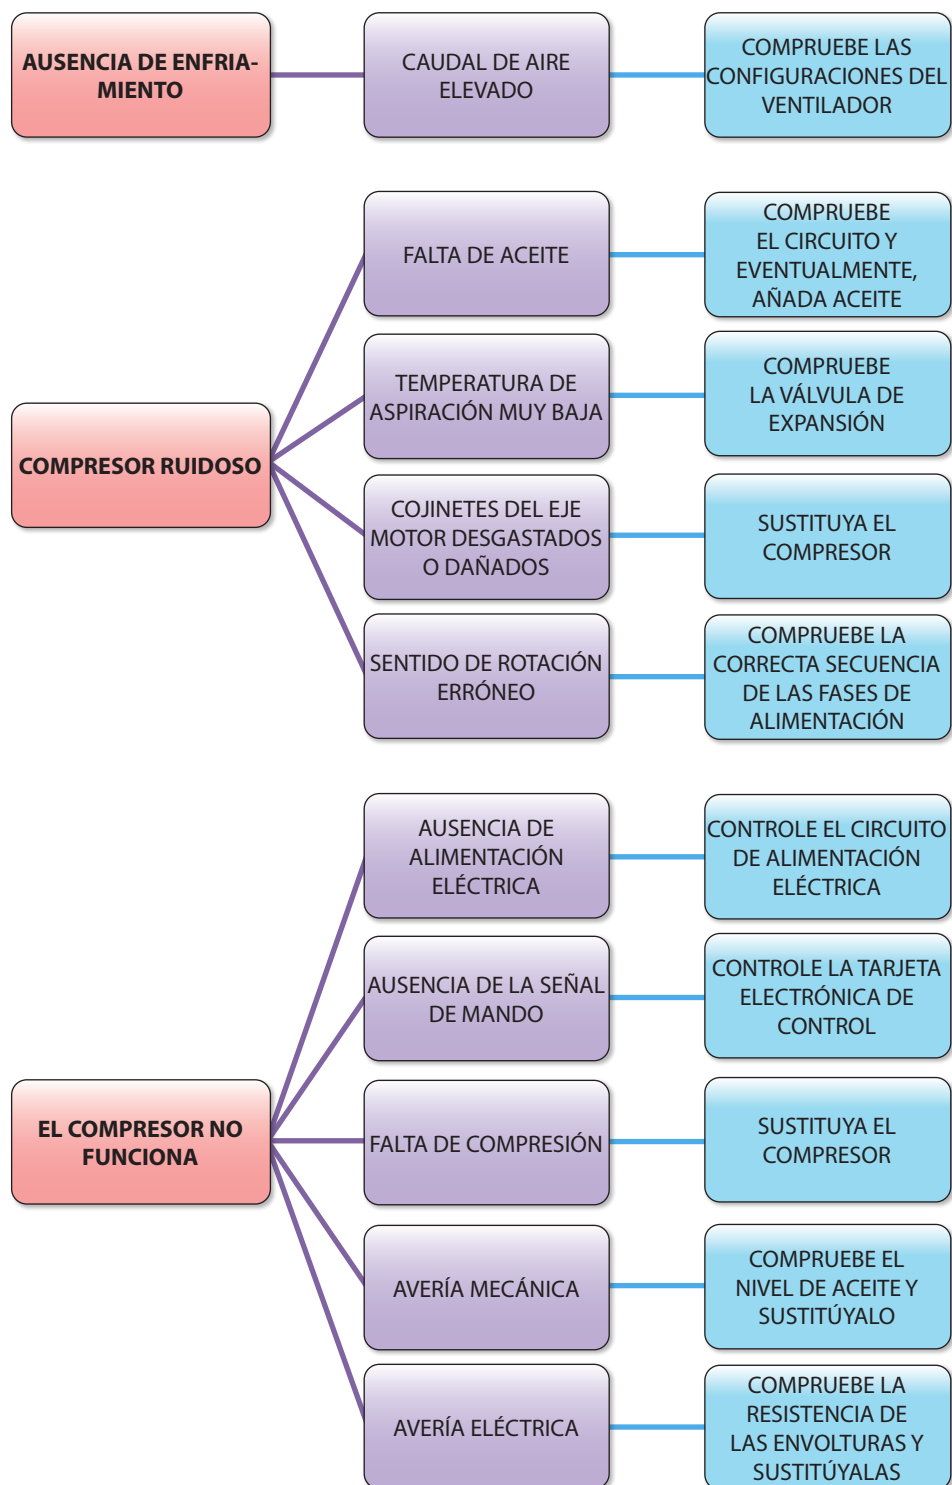 AUSENCIA DE ENFRIA-
MIENTO
CAUDAL DE AIRE
ELEVADO
COMPRUEBE LAS
CONFIGURACIONES DEL
VENTILADOR
COMPRESOR RUIDOSO
FALTA DE ACEITE
COMPRUEBE
EL CIRCUITO Y
EVENTUALMENTE,
AÑADA ACEITE
TEMPERATURA DE
ASPIRACIÓN MUY BAJA
COMPRUEBE
LA VÁLVULA DE
EXPANSIÓN
COJINETES DEL EJE
MOTOR DESGASTADOS
O DAÑADOS
SUSTITUYA EL
COMPRESOR
SENTIDO DE ROTACIÓN
ERRÓNEO
COMPRUEBE LA
CORRECTA SECUENCIA
DE LAS FASES DE
ALIMENTACIÓN
EL COMPRESOR NO
FUNCIONA
AUSENCIA DE
ALIMENTACIÓN
ELÉCTRICA
CONTROLE EL CIRCUITO
DE ALIMENTACIÓN
ELÉCTRICA
AUSENCIA DE LA SEÑAL
DE MANDO
CONTROLE LA TARJETA
ELECTRÓNICA DE
CONTROL
FALTA DE COMPRESIÓN
SUSTITUYA EL
COMPRESOR
AVERÍA MECÁNICA
COMPRUEBE EL
NIVEL DE ACEITE Y
SUSTITÚYALO
AVERÍA ELÉCTRICA
COMPRUEBE LA
RESISTENCIA DE
LAS ENVOLTURAS Y
SUSTITÚYALAS